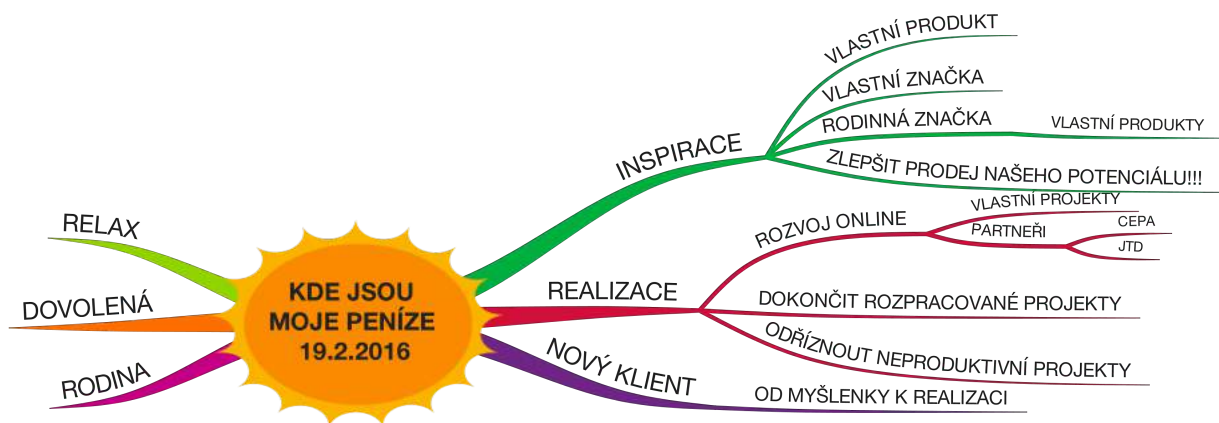 KDE JSOU
MOJE PENÍZE
19.2.2016
INSPIRACE
VLASTNÍ PRODUKT
VLASTNÍ ZNAČKA
RODINNÁ ZNAČKA
VLASTNÍ PRODUKTY
ZLEPŠIT PRODEJ NAŠEHO POTENCIÁLU!!!
REALIZACE
ROZVOJ ONLINE
VLASTNÍ PROJEKTY
PARTNEŘI
CEPA
JTD
DOKONČIT ROZPRACOVANÉ PROJEKTY
ODŘÍZNOUT NEPRODUKTIVNÍ PROJEKTY
NOVÝ KLIENT
OD MYŠLENKY K REALIZACI
RELAX
DOVOLENÁ
RODINA